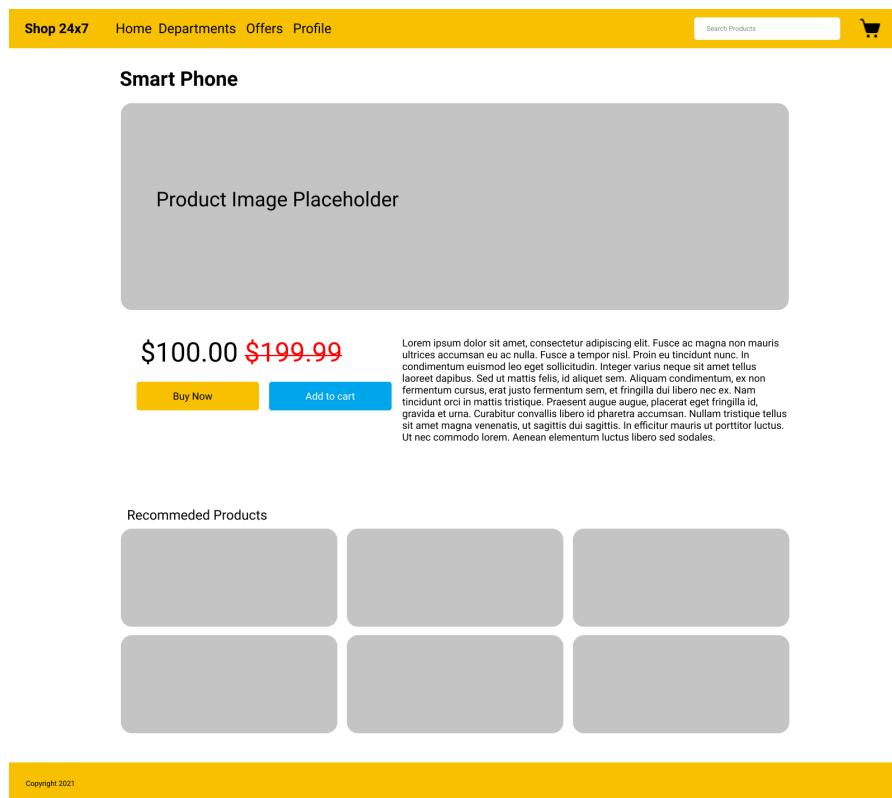 Shop 24x7 Home Departments Offers Profile Search Products
Smart Phone
Product Image Placeholder
$100.00 $199.99
Buy Now Add to cart
Lorem ipsum dolor sit amet, consectetur adipiscing elit. Fusce ac magna non mauris
ultrices accumsan eu ac nulla. Fusce a tempor nisl. Proin eu tincidunt nunc. In
condimentum euismod leo eget sollicitudin. Integer varius neque sit amet tellus
laoreet dapibus. Sed ut mattis felis, id aliquet sem. Aliquam condimentum, ex non
fermentum cursus, erat justo fermentum sem, et fringilla dui libero nec ex. Nam
tincidunt orci in mattis tristique. Praesent augue augue, placerat eget fringilla id,
gravida et urna. Curabitur convallis libero id pharetra accumsan. Nullam tristique tellus
sit amet magna venenatis, ut sagittis dui sagittis. In efficitur mauris ut porttitor luctus.
Ut nec commodo lorem. Aenean elementum luctus libero sed sodales.
Recommeded Products
Copyright 2021